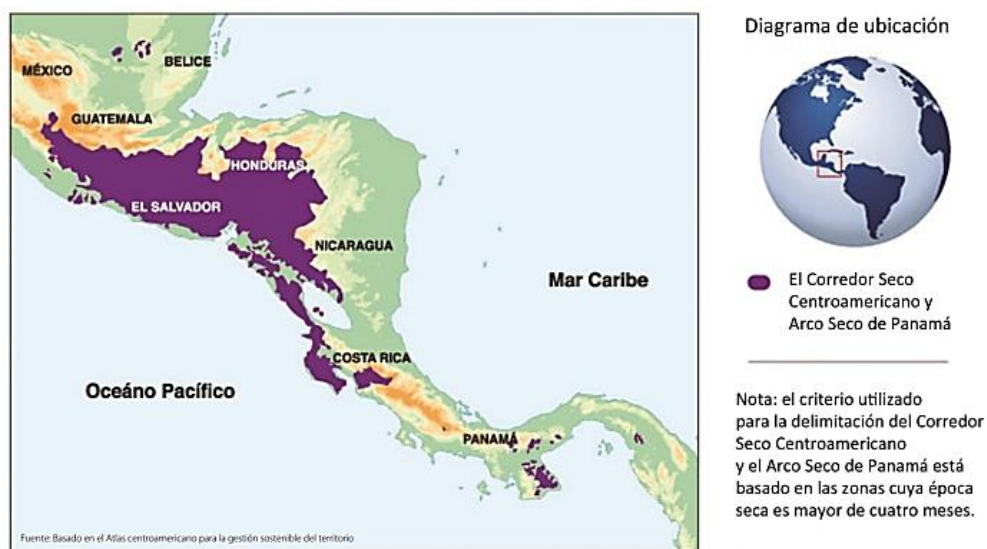 Diagrama de ubicación
BELICE
MÉXICO
GUATEMALA
HONDURAS
EL SALVADOR
NICARAGUA
Mar Caribe
COSTA RICA
Océano Pacífico
PANAMÁ
Fuente: Basado en el Atlas centroamericano para la gestión sostenible del territorio
El Corredor Seco
Centroamericano y
Arco Seco de Panamá
Nota: el criterio utilizado
para la delimitación del Corredor
Seco Centroamericano
y el Arco Seco de Panamá está
basado en las zonas cuya época
seca es mayor de cuatro meses.